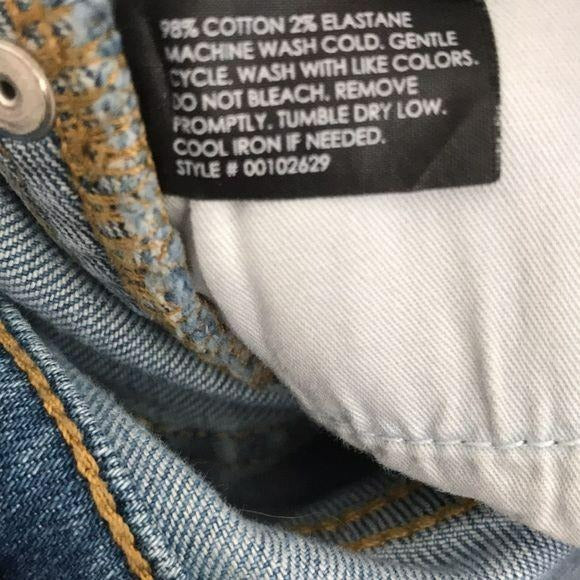 98% COTTON 2% ELASTANE
MACHINE WASH COLD. GENTLE
CYCLE. WASH WITH LIKE COLORS.
DO NOT BLEACH. REMOVE
PROMPTLY. TUMBLE DRY LOW.
COOL IRON IF NEEDED.
STYLE # 00102629